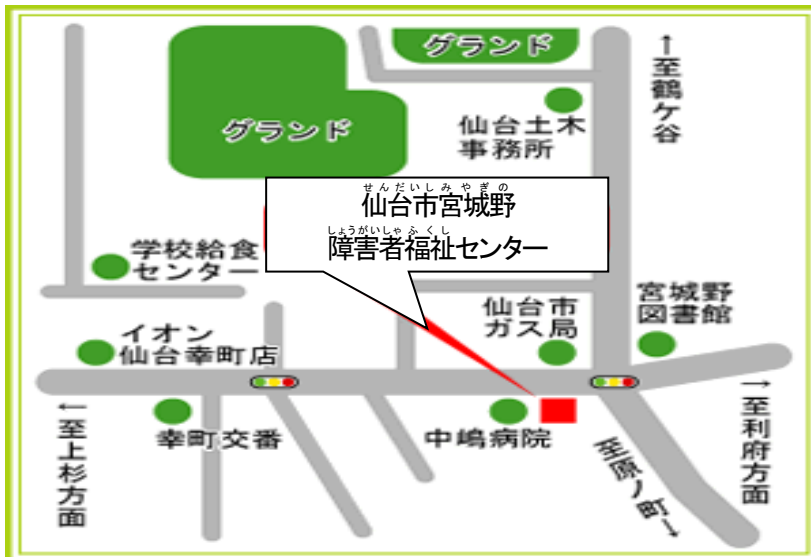 グランド
グランド
↑至鶴ケ谷
仙台土木
事務所
せんだいしみやぎの
仙台市宮城野
しょうがいしゃふくし
障害者福祉センター
学校給食
センター
仙台市
ガス局
宮城野
図書館
イオン
仙台幸町店
幸町交番
中嶋病院
←至上杉方面
至原ノ町→
→至利府方面